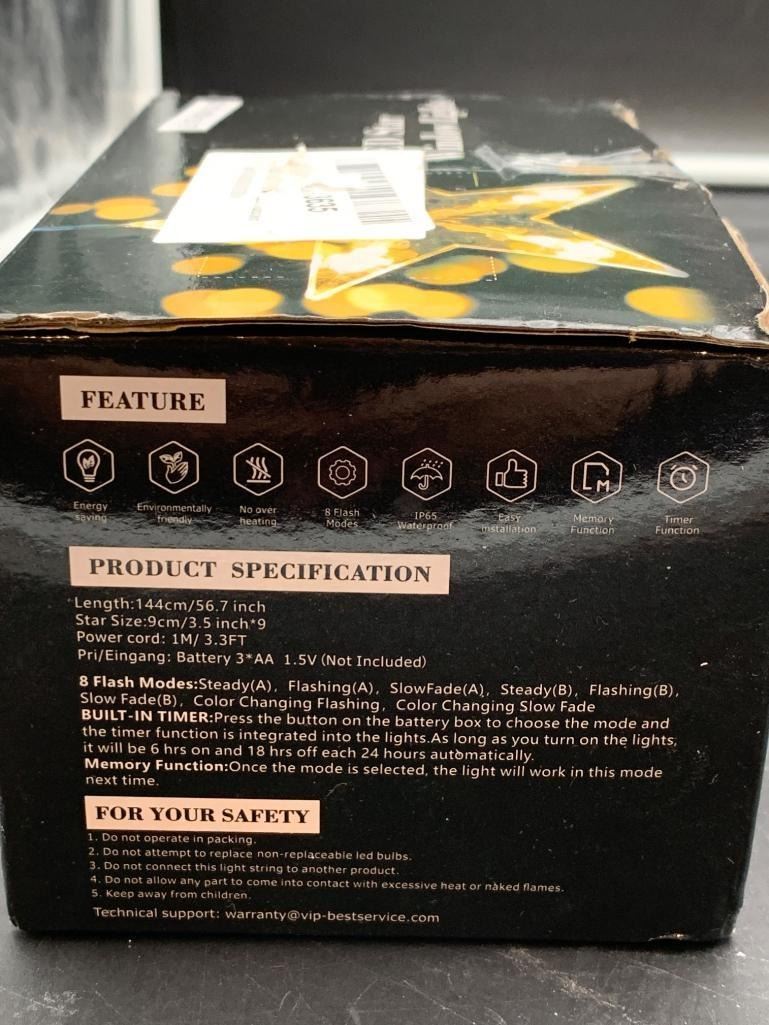 FEATURE
Energy saving
Environmentally friendly
No over heating
8 Flash Modes
IP65 Waterproof
Easy installation
Memory Function
Timer Function
PRODUCT SPECIFICATION
Length:144cm/56.7 inch
Star Size:9cm/3.5 inch*9
Power cord: 1M/ 3.3FT
Pri/Eingang: Battery 3*AA 1.5V (Not Included)
8 Flash Modes:Steady(A), Flashing(A), SlowFade(A), Steady(B), Flashing(B),
Slow Fade(B), Color Changing Flashing, Color Changing Slow Fade
BUILT-IN TIMER:Press the button on the battery box to choose the mode and
the timer function is integrated into the lights.As long as you turn on the lights,
it will be 6 hrs on and 18 hrs off each 24 hours automatically.
Memory Function:Once the mode is selected, the light will work in this mode
next time.
FOR YOUR SAFETY
1. Do not operate in packing.
2. Do not attempt to replace non-replaceable led bulbs.
3. Do not connect this light string to another product.
4. Do not allow any part to come into contact with excessive heat or naked flames.
5. Keep away from children.
Technical support: warranty@vip-bestservice.com